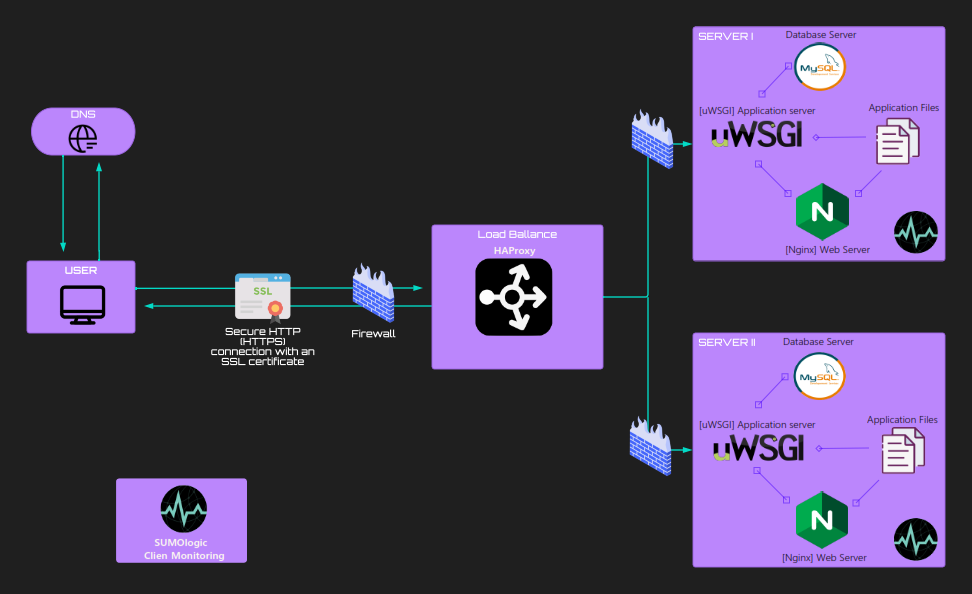 DNS
USER
SSL
Secure HTTP
(HTTPS)
connection with an
SSL certificate
Firewall
Load Ballance
HAProxy
SUMOlogic
Clien Monitoring
SERVER I
Database Server
MySQL
[uWSGI] Application server
uWSGI
Application Files
N
[Nginx] Web Server
SERVER II
Database Server
MySQL
[uWSGI] Application server
uWSGI
Application Files
N
[Nginx] Web Server